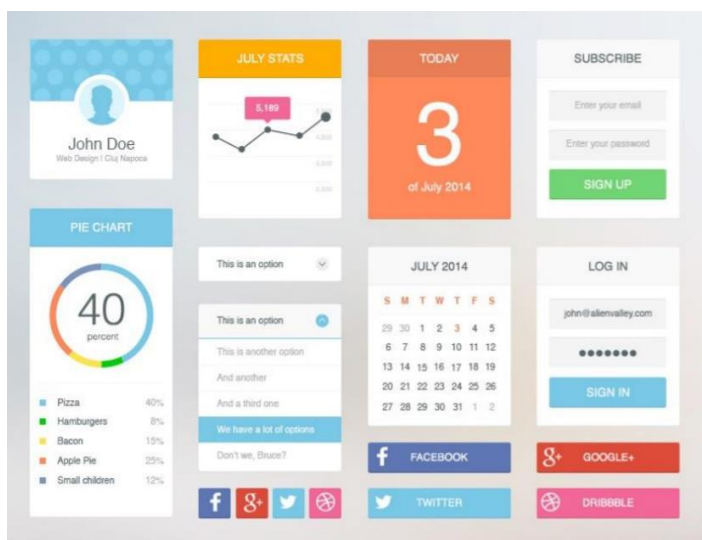 John Doe
Web Design | Cluj Napoca
PIE CHART
40
percent
Pizza 40%
Hamburgers 8%
Bacon 15%
Apple Pie 25%
Small children 12%
JULY STATS
5,189
This is an option
This is an option
This is another option
And another
And a third one
We have a lot of options
Don't we, Bruce?
f
g+
TODAY
3
of July 2014
JULY 2014
S M T W T F S
29 30 1 2 3 4 5
6 7 8 9 10 11 12
13 14 15 16 17 18 19
20 21 22 23 24 25 26
27 28 29 30 31 1 2
f FACEBOOK
TWITTER
SUBSCRIBE
Enter your email
Enter your password
SIGN UP
LOG IN
john@alienvalley.com
SIGN IN
g+ GOOGLE+
DRIBBBLE